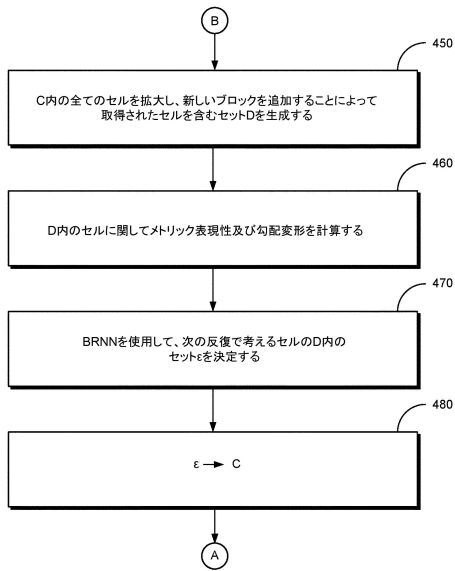 B
450
C内の全てのセルを拡大し、新しいブロックを追加することによって
取得されたセルを含むセットDを生成する
460
D内のセルに関してメトリック表現性及び勾配変形を計算する
470
BRNNを使用して、次の反復で考えるセルのD内の
セットεを決定する
480
ε → C
A